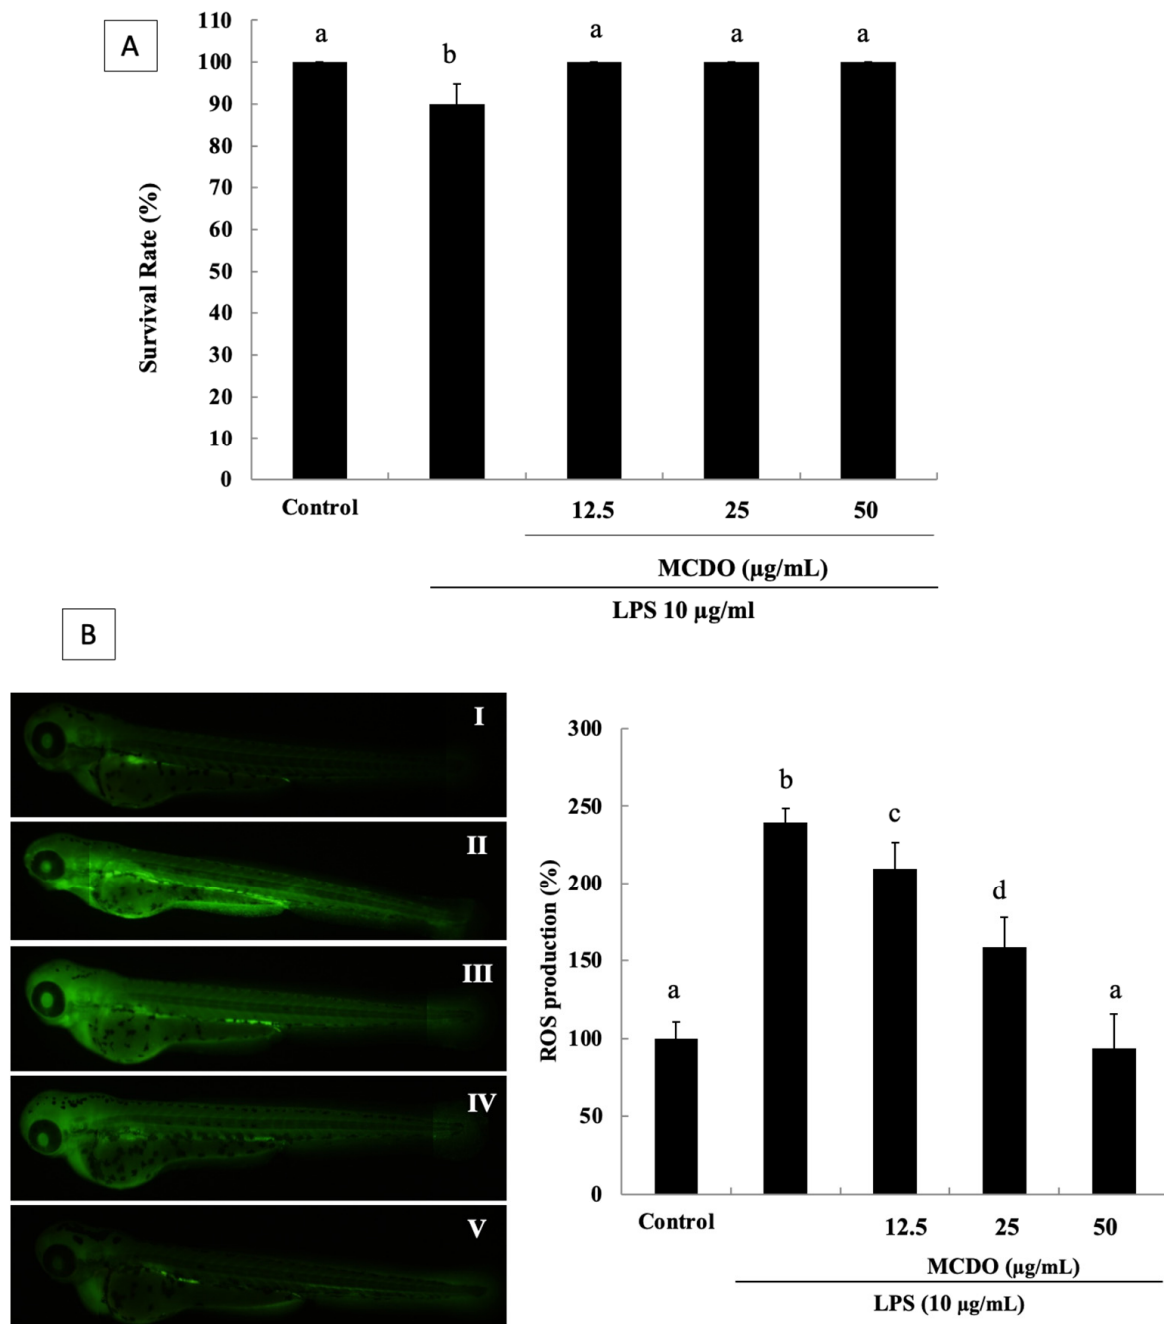 A
110
100
90
80
70
60
50
40
30
20
10
0
Survival Rate (%)
a
b
a
a
a
Control
12.5
25
50
MCDO (μg/mL)
LPS 10 μg/ml
B
I
II
III
IV
V
300
250
200
150
100
50
0
ROS production (%)
a
b
c
d
a
Control
12.5
25
50
MCDO (μg/mL)
LPS (10 μg/mL)